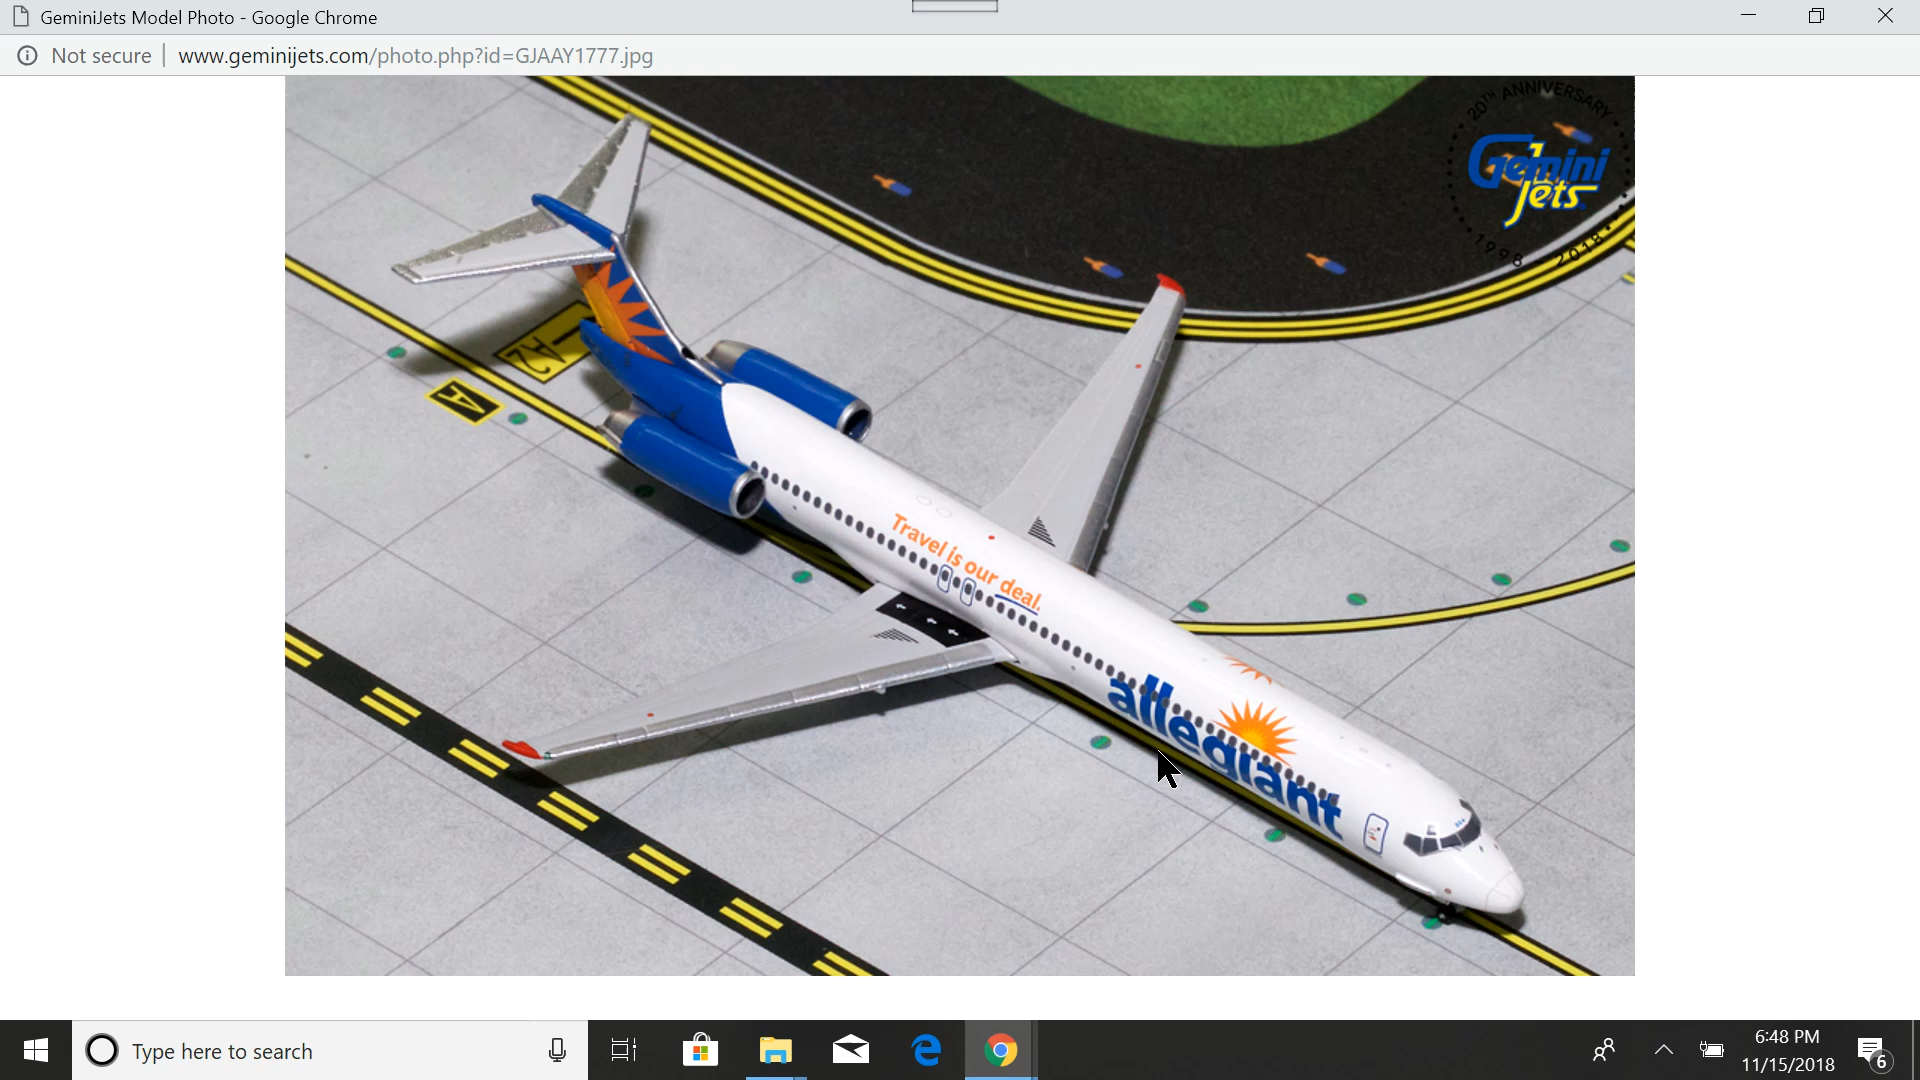 GeminiJets Model Photo - Google Chrome
Not secure
www.geminijets.com/photo.php?id=GJAAY1777.jpg
20TH ANNIVERSARY
Gemini
Jets
1998 2018
A2
A
Travel is our deal.
allegiant
Type here to search
6:48 PM
11/15/2018
6